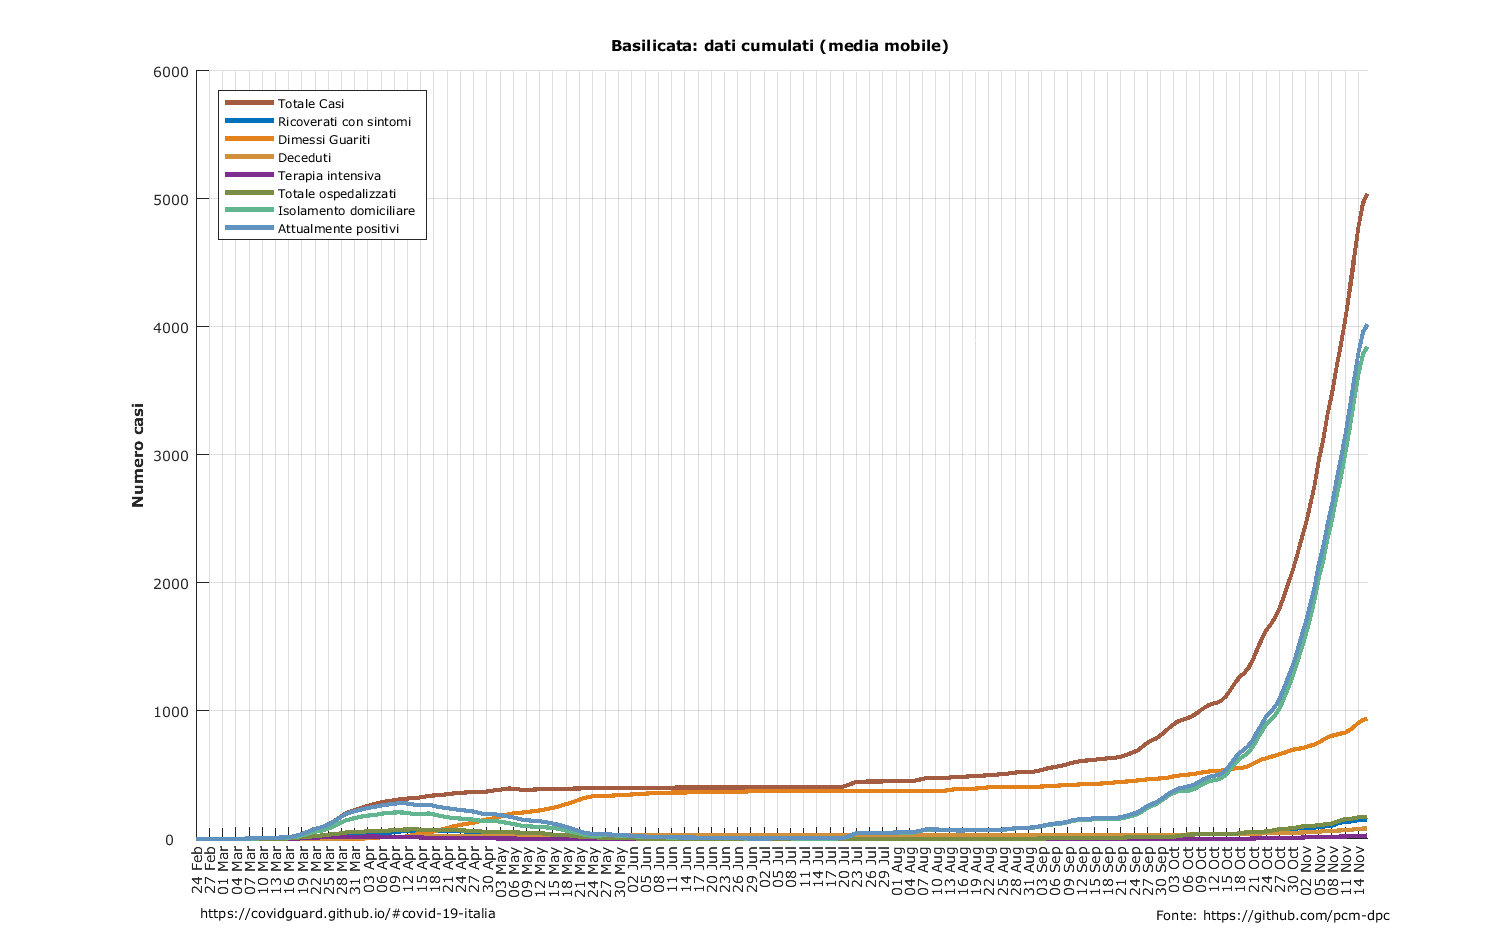 Basilicata: dati cumulati (media mobile)
6000
5000
4000
3000
2000
1000
0
Numero casi
Totale Casi
Ricoverati con sintomi
Dimessi Guariti
Deceduti
Terapia intensiva
Totale ospedalizzati
Isolamento domiciliare
Attualmente positivi
24 Feb
27 Feb
01 Mar
04 Mar
07 Mar
10 Mar
13 Mar
16 Mar
19 Mar
22 Mar
25 Mar
28 Mar
31 Mar
03 Apr
06 Apr
09 Apr
12 Apr
15 Apr
18 Apr
21 Apr
24 Apr
27 Apr
30 Apr
03 May
06 May
09 May
12 May
15 May
18 May
21 May
24 May
27 May
30 May
02 Jun
05 Jun
08 Jun
11 Jun
14 Jun
17 Jun
20 Jun
23 Jun
26 Jun
29 Jun
02 Jul
05 Jul
08 Jul
11 Jul
14 Jul
17 Jul
20 Jul
23 Jul
26 Jul
29 Jul
01 Aug
04 Aug
07 Aug
10 Aug
13 Aug
16 Aug
19 Aug
22 Aug
25 Aug
28 Aug
31 Aug
03 Sep
06 Sep
09 Sep
12 Sep
15 Sep
18 Sep
21 Sep
24 Sep
27 Sep
30 Sep
03 Oct
06 Oct
09 Oct
12 Oct
15 Oct
18 Oct
21 Oct
24 Oct
27 Oct
30 Oct
02 Nov
05 Nov
08 Nov
11 Nov
14 Nov
https://covidguard.github.io/#covid-19-italia
Fonte: https://github.com/pcm-dpc